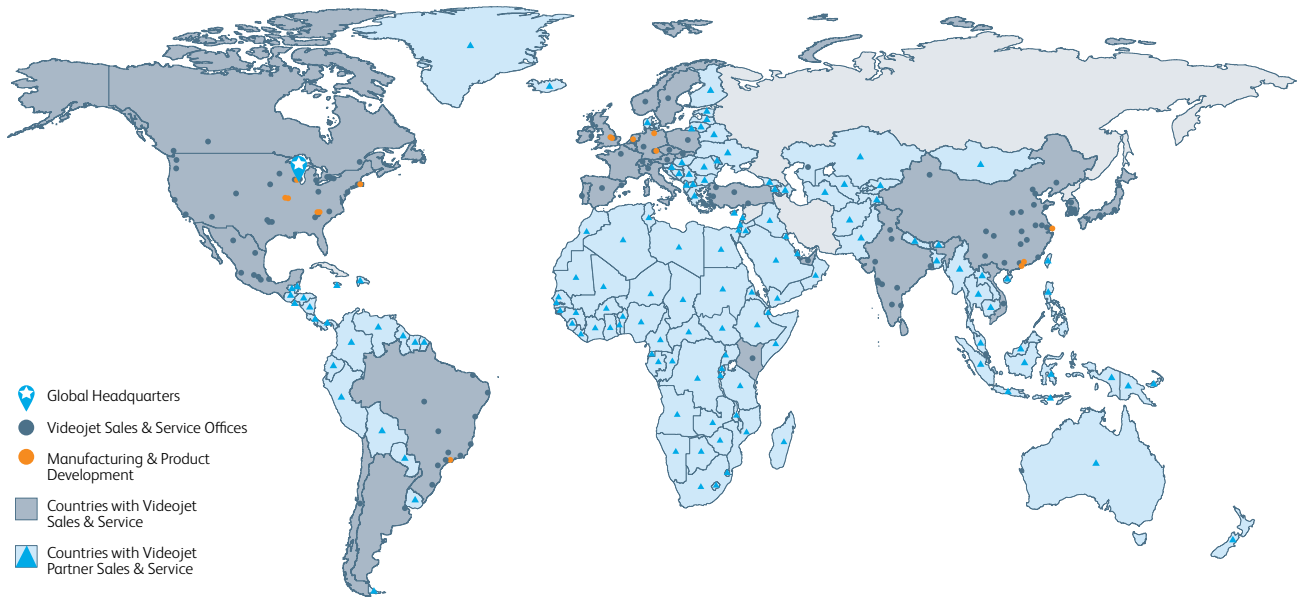 Global Headquarters
Videojet Sales & Service Offices
Manufacturing & Product
Development
Countries with Videojet
Sales & Service
Countries with Videojet
Partner Sales & Service